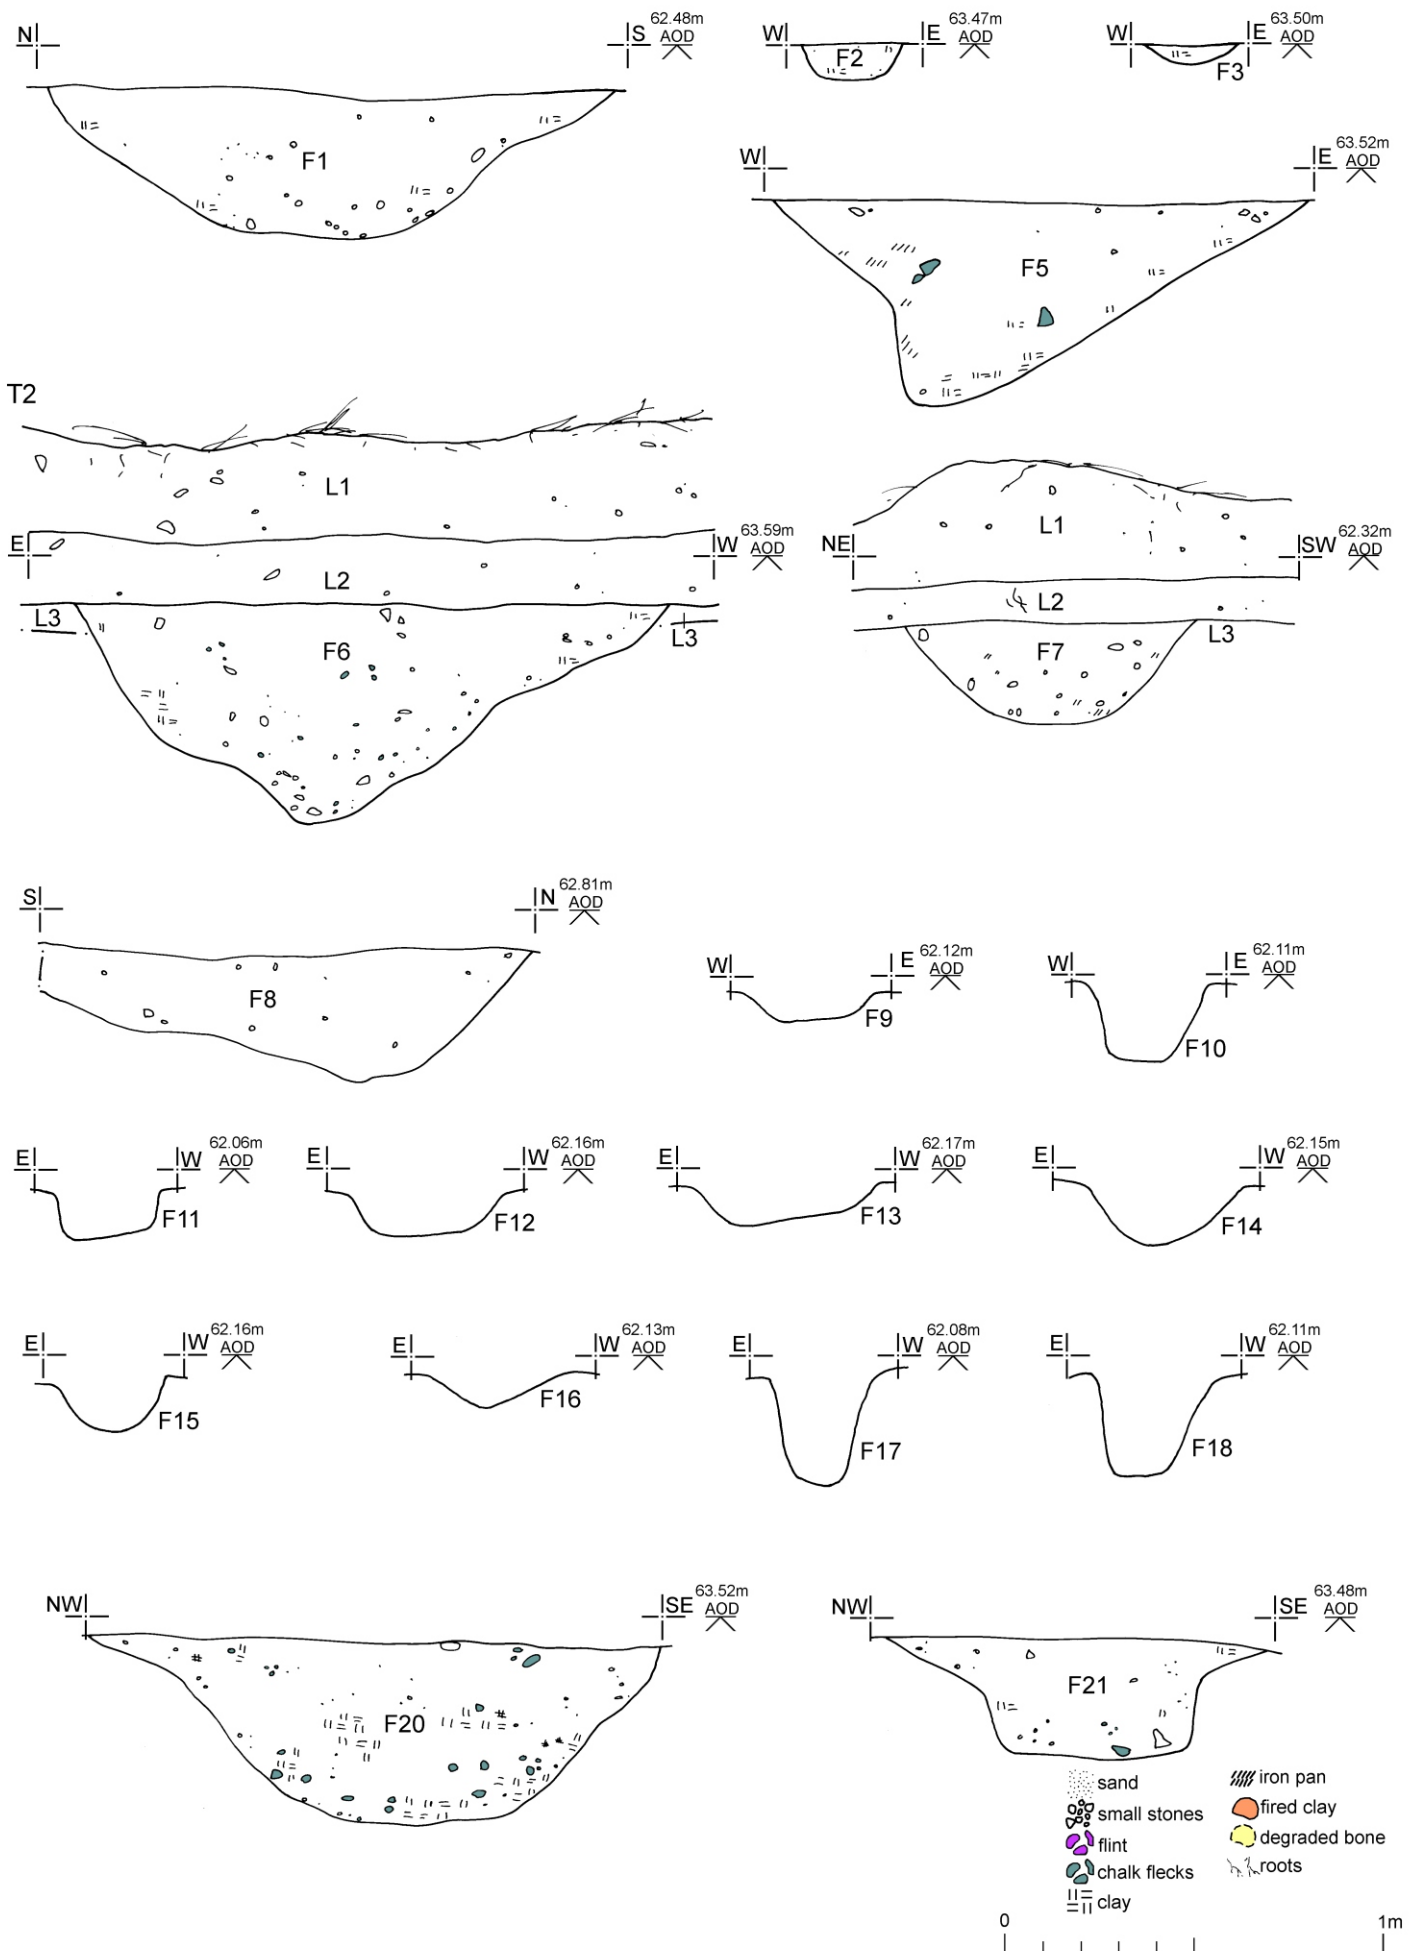 N S 62.48m AOD
F1
W E 63.47m AOD
F2
W E 63.50m AOD
F3
W E 63.52m AOD
F5
T2
L1
E W 63.59m AOD
L2
L3 L3
F6
L1
NE SW 62.32m AOD
L2
L3
F7
S N 62.81m AOD
F8
W E 62.12m AOD
F9
W E 62.11m AOD
F10
E W 62.06m AOD
F11
E W 62.16m AOD
F12
E W 62.17m AOD
F13
E W 62.15m AOD
F14
E W 62.16m AOD
F15
E W 62.13m AOD
F16
E W 62.08m AOD
F17
E W 62.11m AOD
F18
NW SE 63.52m AOD
F20
NW SE 63.48m AOD
F21
sand
small stones
flint
chalk flecks
clay
iron pan
fired clay
degraded bone
roots
0 1m